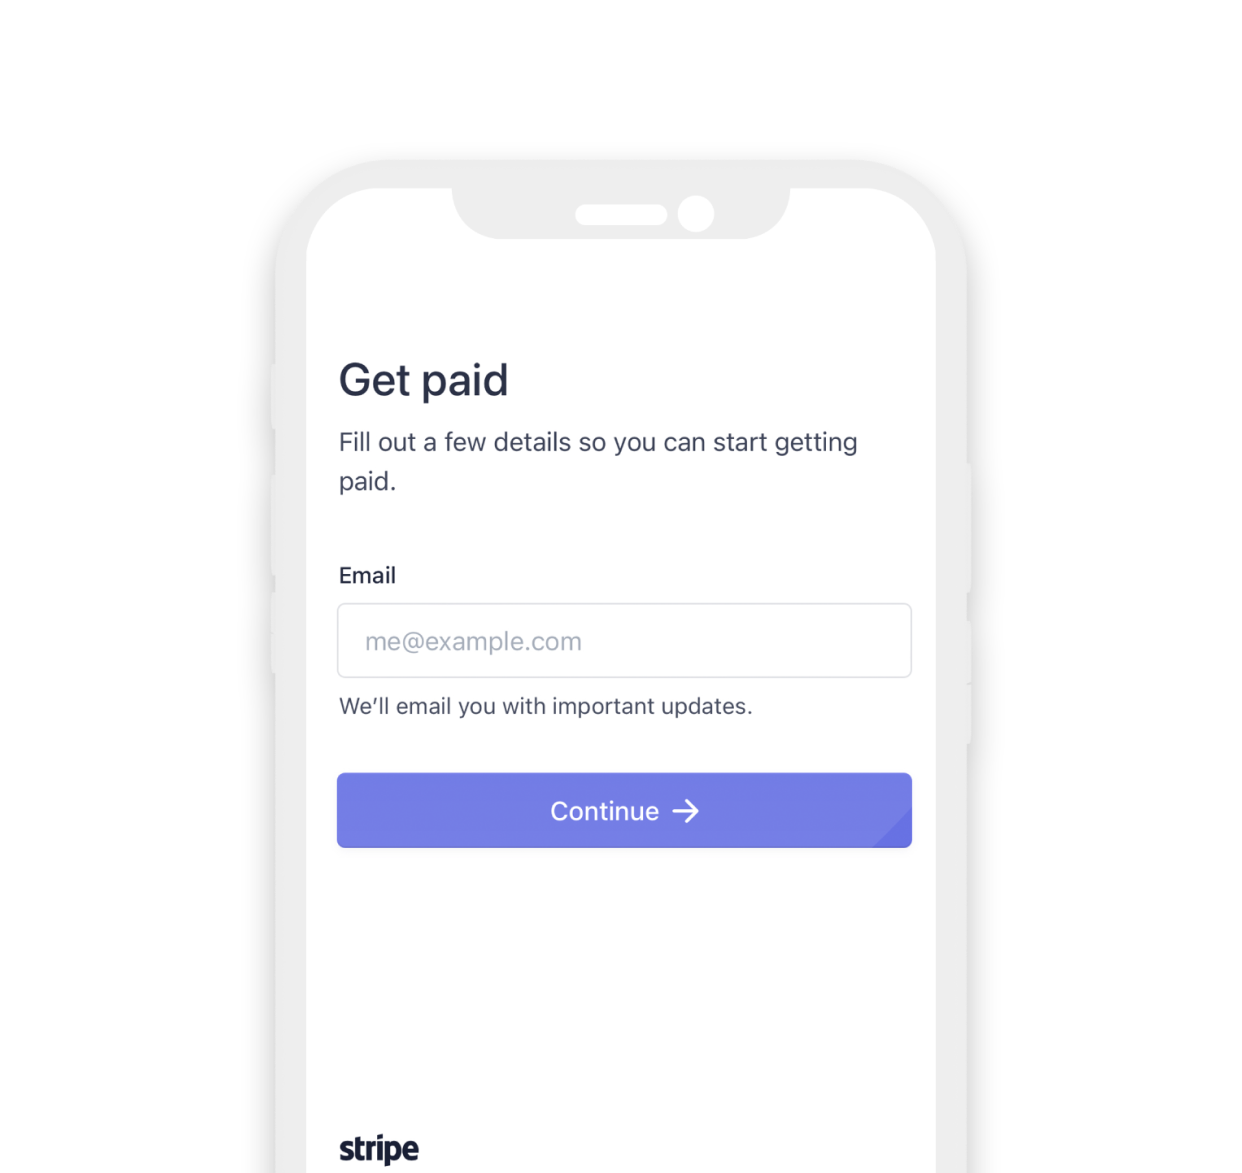 Get paid
Fill out a few details so you can start getting
paid.
Email
me@example.com
We’ll email you with important updates.
Continue →
stripe